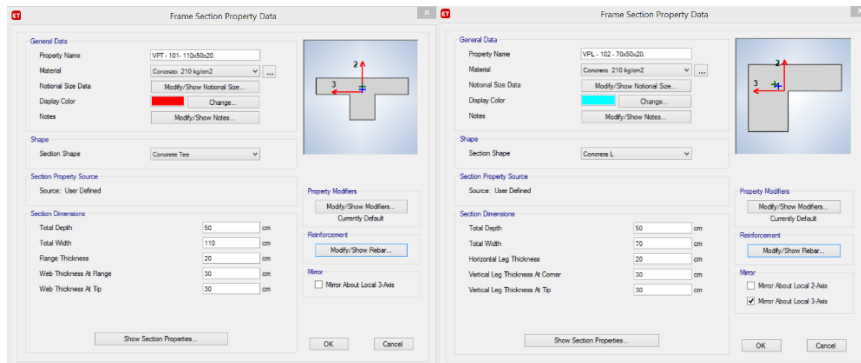 Frame Section Property Data
General Data
Property Name VPT - 101- 110x50x20.
Material Concreto 210 kg/cm2 ...
Notional Size Data Modify/Show Notional Size...
Display Color Change...
Notes Modify/Show Notes...
2
3
Shape
Section Shape Concrete Tee
Section Property Source
Source: User Defined
Property Modifiers
Modify/Show Modifiers...
Currently Default
Section Dimensions
Total Depth 50 cm
Total Width 110 cm
Flange Thickness 20 cm
Web Thickness At Flange 30 cm
Web Thickness At Tip 30 cm
Reinforcement
Modify/Show Rebar...
Mirror
Mirror About Local 3-Axis
Show Section Properties...
OK Cancel
Frame Section Property Data
General Data
Property Name VPL - 102 - 70x50x20.
Material Concreto 210 kg/cm2 ...
Notional Size Data Modify/Show Notional Size...
Display Color Change...
Notes Modify/Show Notes...
2
3
Shape
Section Shape Concrete L
Section Property Source
Source: User Defined
Property Modifiers
Modify/Show Modifiers...
Currently Default
Section Dimensions
Total Depth 50 cm
Total Width 70 cm
Horizontal Leg Thickness 20 cm
Vertical Leg Thickness At Corner 30 cm
Vertical Leg Thickness At Tip 30 cm
Reinforcement
Modify/Show Rebar...
Mirror
Mirror About Local 2-Axis
Mirror About Local 3-Axis
Show Section Properties...
OK Cancel